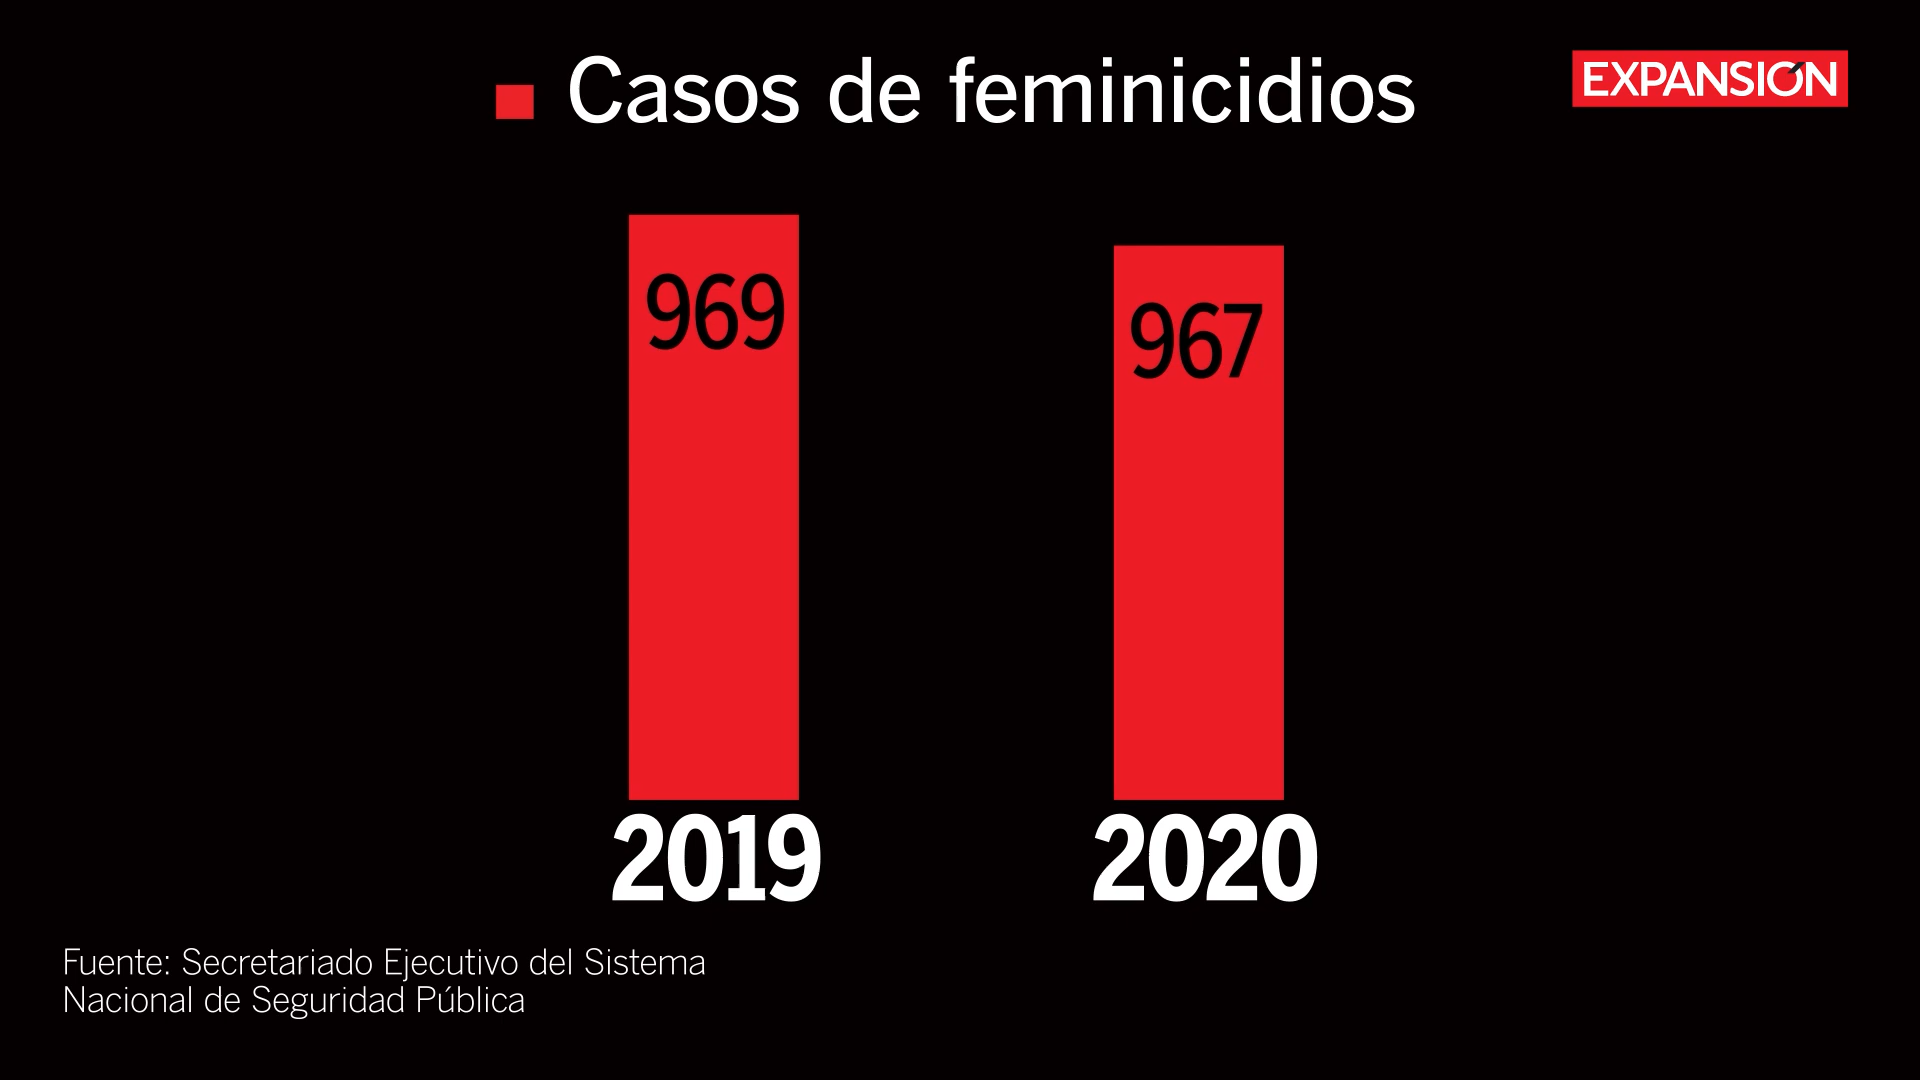 Casos de feminicidios
EXPANSIÓN
969
967
2019
2020
Fuente: Secretariado Ejecutivo del Sistema
Nacional de Seguridad Pública